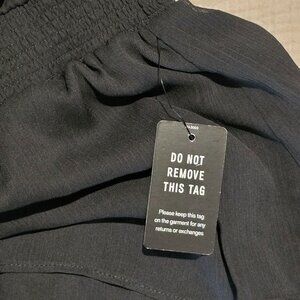 DO NOT
REMOVE
THIS TAG
Please keep this tag
on the garment for any
returns or exchanges